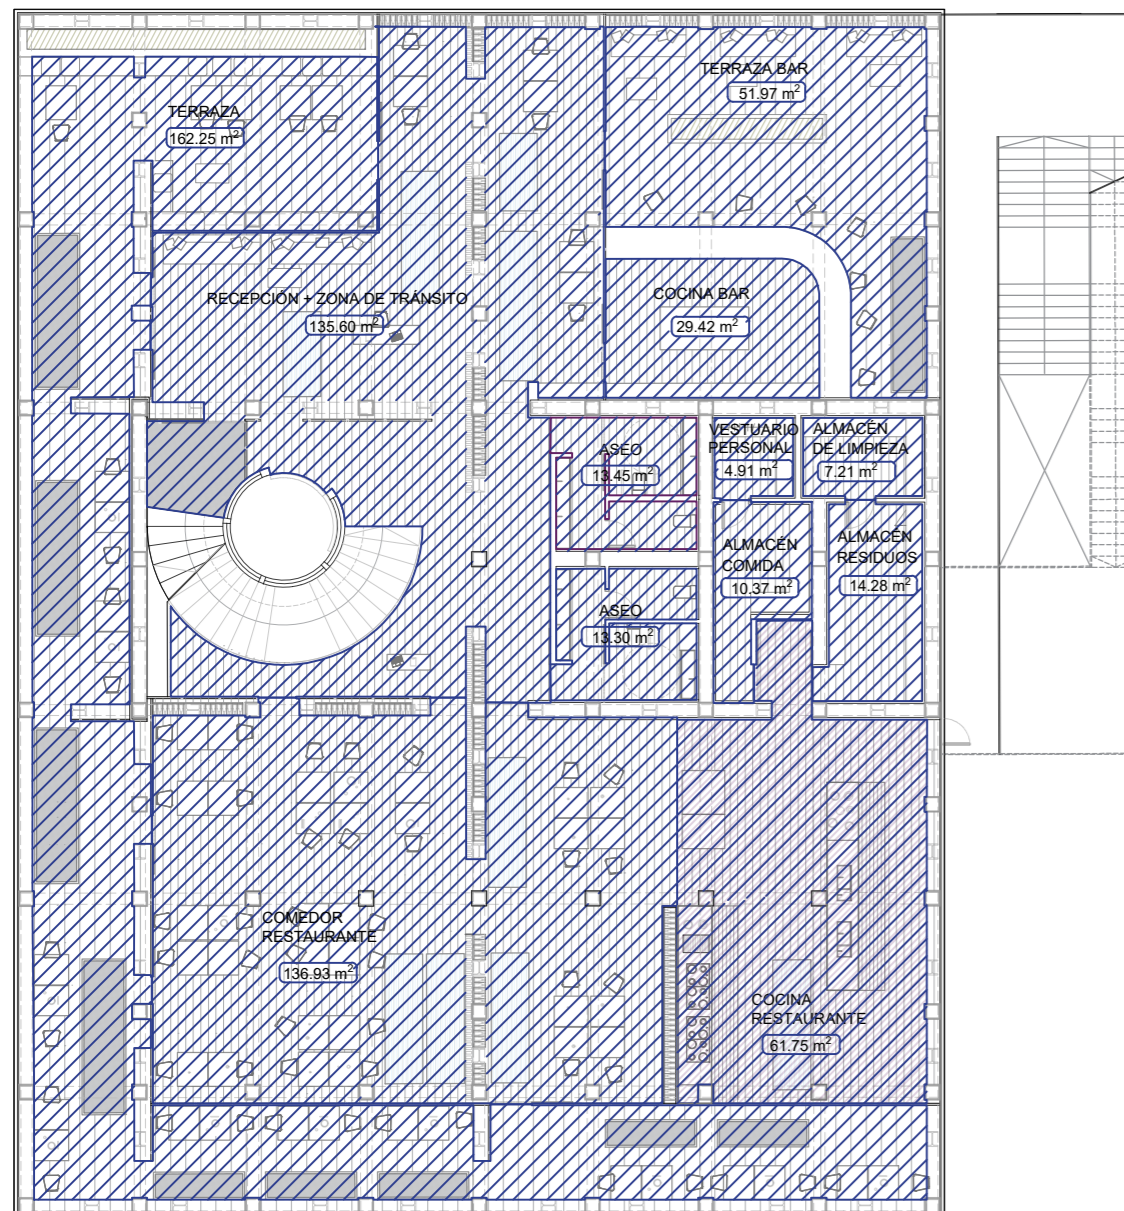 TERRAZA
162.25 m²
TERRAZA BAR
51.97 m²
RECEPCIÓN + ZONA DE TRÁNSITO
135.60 m²
COCINA BAR
29.42 m²
ASEO
13.45 m²
VESTUARIO
PERSONAL
4.91 m²
ALMACÉN
DE LIMPIEZA
7.21 m²
ALMACÉN
COMIDA
10.37 m²
ALMACÉN
RESIDUOS
14.28 m²
ASEO
13.30 m²
COMEDOR
RESTAURANTE
136.93 m²
COCINA
RESTAURANTE
61.75 m²